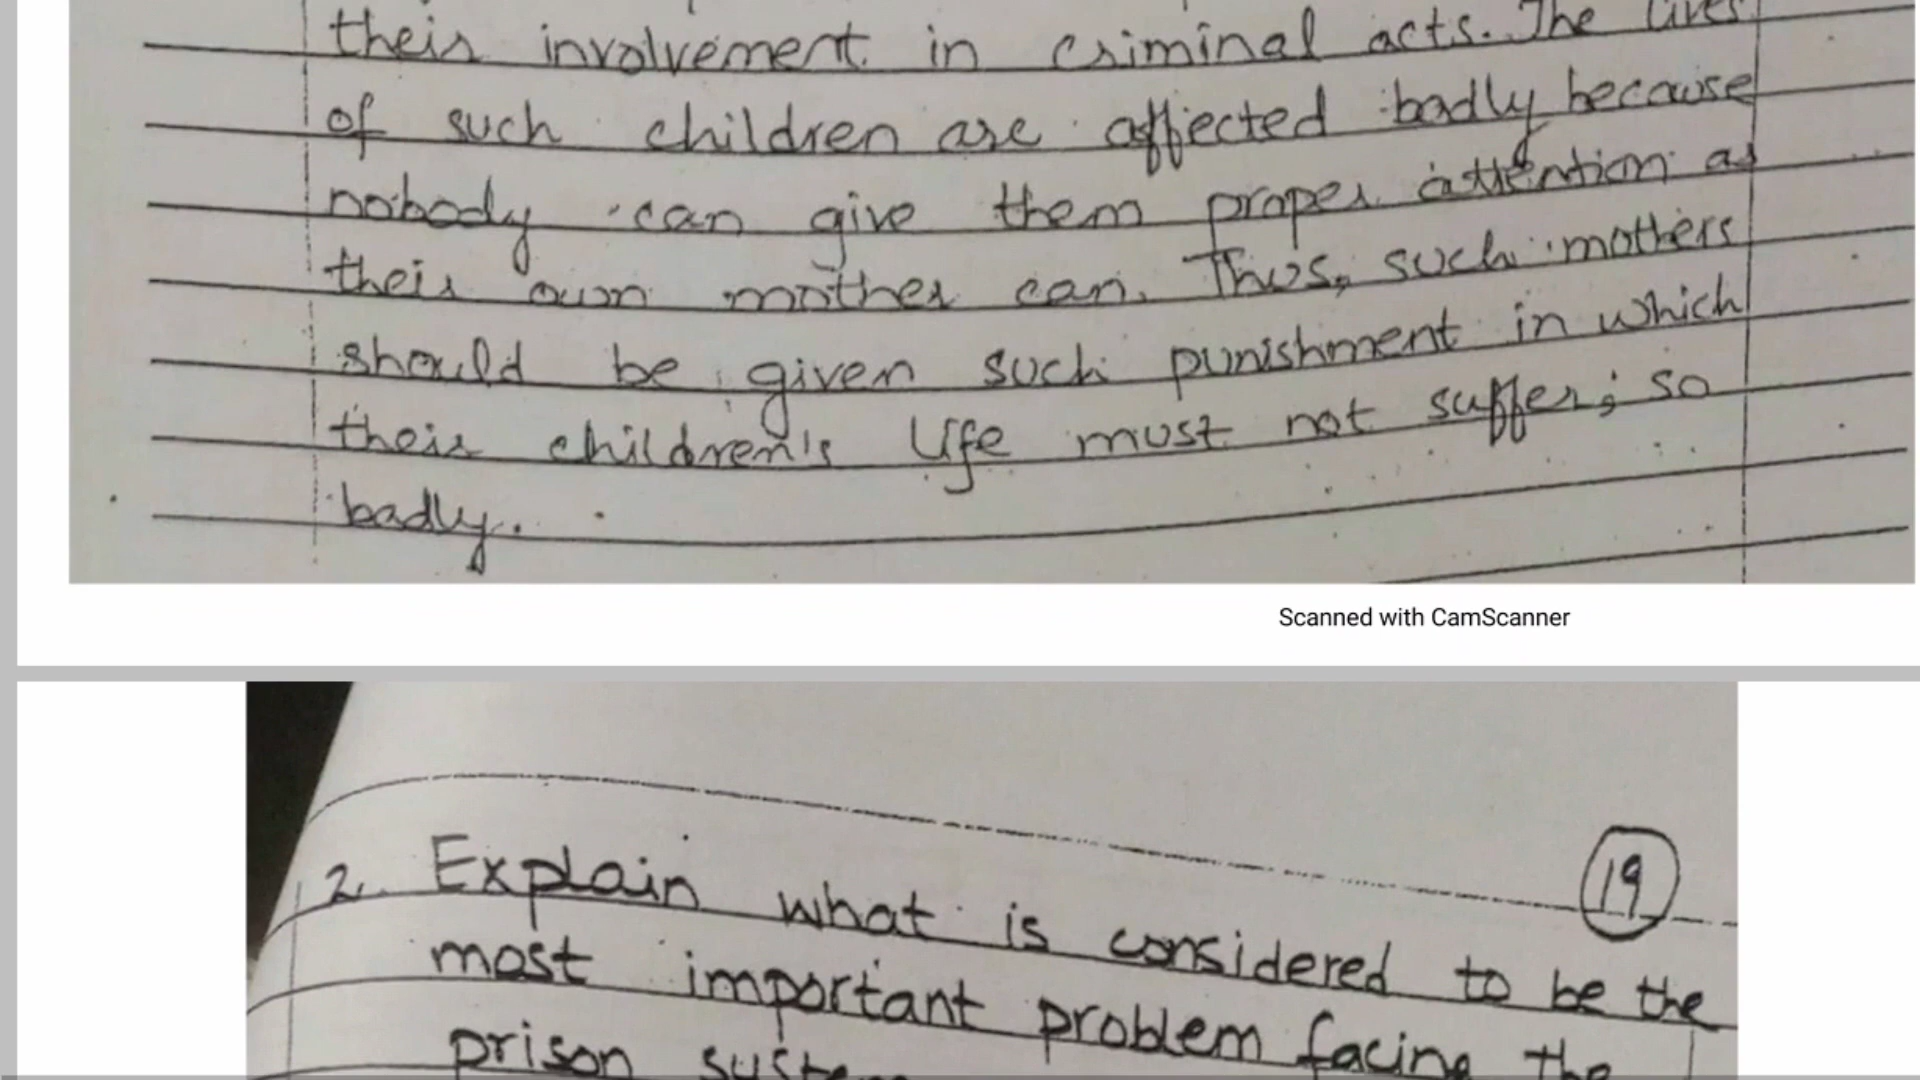 their involvement in criminal acts. The lives
of such children are affected badly because
nobody can give them proper attention as
their own mother can. Thus, such mothers
should be given such punishment in which
their children's life must not suffer; so
badly.
Scanned with CamScanner
19
2. Explain what is considered to be the
most important problem facing the
prison system